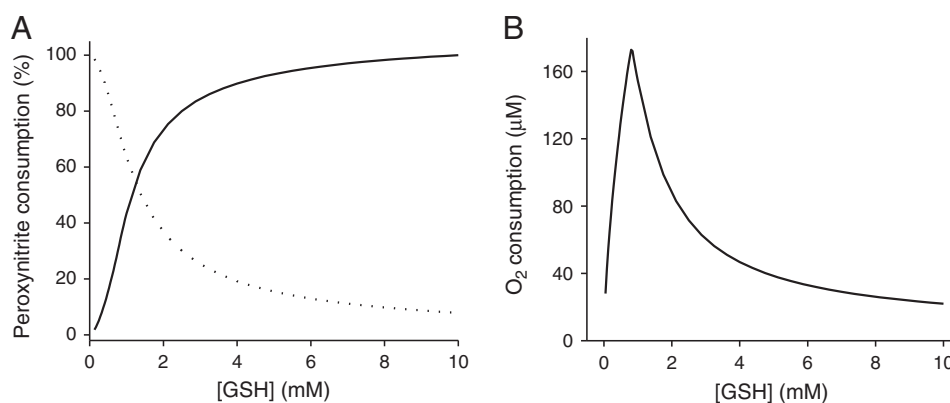 A
Peroxynitrite consumption (%)
100
80
60
40
20
0
0 2 4 6 8 10
[GSH] (mM)
B
O₂ consumption (μM)
160
120
80
40
0
0 2 4 6 8 10
[GSH] (mM)